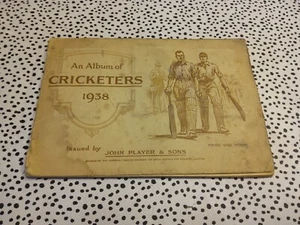 An Album of
CRICKETERS
1938
Issued by
JOHN PLAYER & SONS